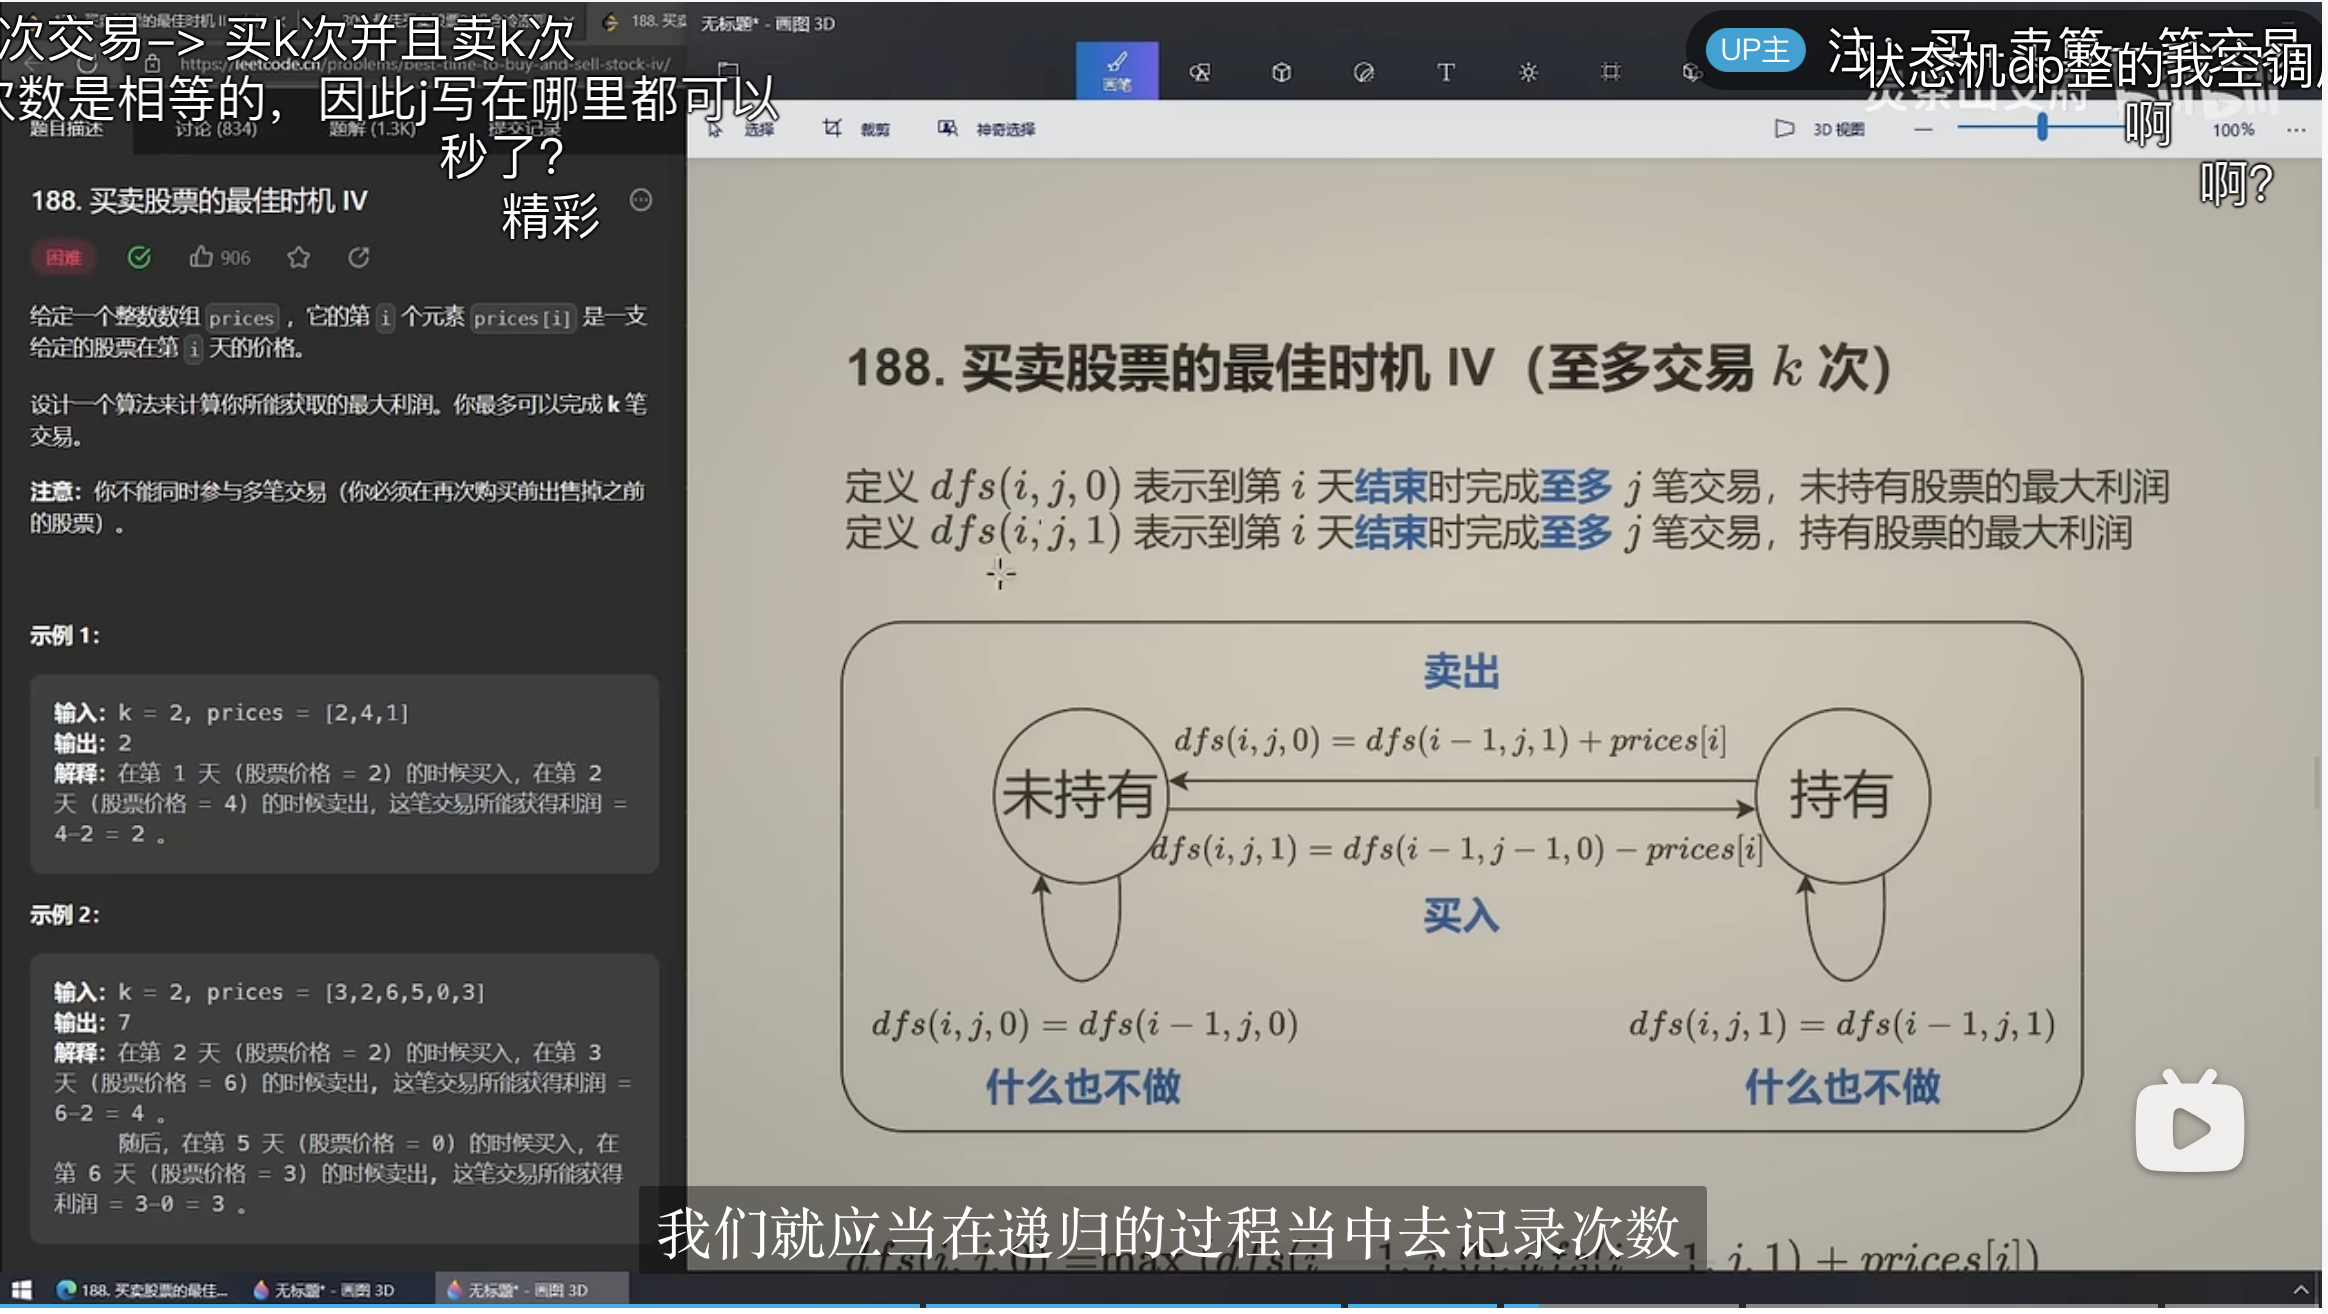 次交易-> 买k次并且卖k次
次数是相等的，因此j写在哪里都可以
秒了？
精彩
UP主
状态机dp整的我空调
啊
啊？
188. 买
https://leetcode.cn/problems/best-time-to-buy-and-sell-stock-iv/
题目描述
讨论 (834)
题解 (1.3K)
提交记录
188. 买卖股票的最佳时机 IV
困难
906
给定一个整数数组 prices ，它的第 i 个元素 prices[i] 是一支
给定的股票在第 i 天的价格。
设计一个算法来计算你所能获取的最大利润。你最多可以完成 k 笔
交易。
注意：你不能同时参与多笔交易（你必须在再次购买前出售掉之前
的股票）。
示例 1：
输入：k = 2, prices = [2,4,1]
输出：2
解释：在第 1 天 (股票价格 = 2) 的时候买入，在第 2
天 (股票价格 = 4) 的时候卖出，这笔交易所能获得利润 =
4-2 = 2 。
示例 2：
输入：k = 2, prices = [3,2,6,5,0,3]
输出：7
解释：在第 2 天 (股票价格 = 2) 的时候买入，在第 3
天 (股票价格 = 6) 的时候卖出，这笔交易所能获得利润 =
6-2 = 4 。
随后，在第 5 天 (股票价格 = 0) 的时候买入，在
第 6 天 (股票价格 = 3) 的时候卖出，这笔交易所能获得
利润 = 3-0 = 3 。
无标题* - 画图 3D
画笔
选择
裁剪
神奇选择
3D 视图
100%
188. 买卖股票的最佳时机 IV（至多交易 k 次）
定义 dfs(i, j, 0) 表示到第 i 天结束时完成至多 j 笔交易，未持有股票的最大利润
定义 dfs(i, j, 1) 表示到第 i 天结束时完成至多 j 笔交易，持有股票的最大利润
卖出
dfs(i, j, 0) = dfs(i − 1, j, 1) + prices[i]
未持有
持有
dfs(i, j, 1) = dfs(i − 1, j − 1, 0) − prices[i]
买入
dfs(i, j, 0) = dfs(i − 1, j, 0)
dfs(i, j, 1) = dfs(i − 1, j, 1)
什么也不做
什么也不做
我们就应当在递归的过程当中去记录次数
188. 买卖股票的最佳...
无标题* - 画图 3D
无标题* - 画图 3D